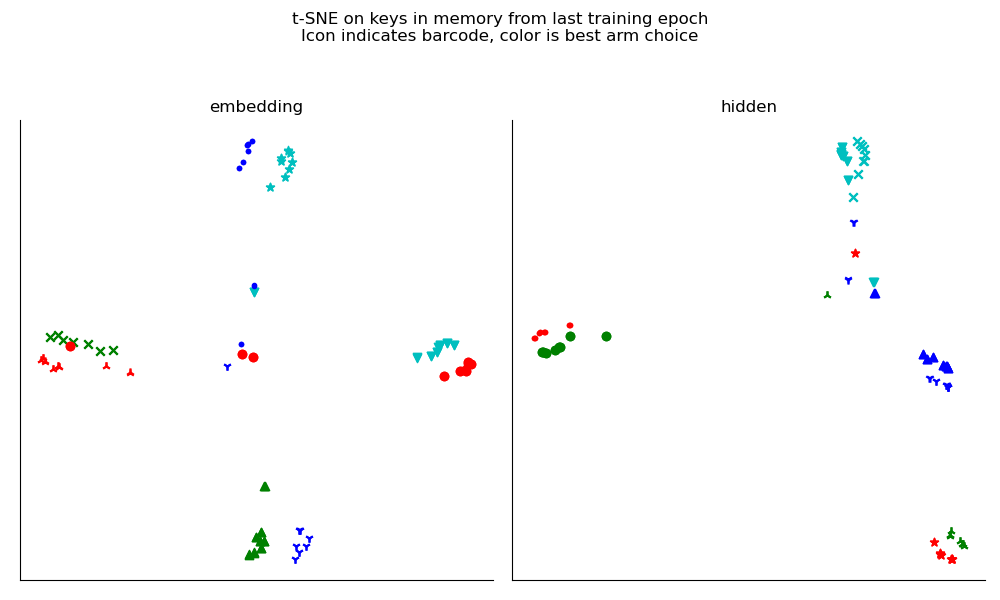 t-SNE on keys in memory from last training epoch
Icon indicates barcode, color is best arm choice
embedding
hidden